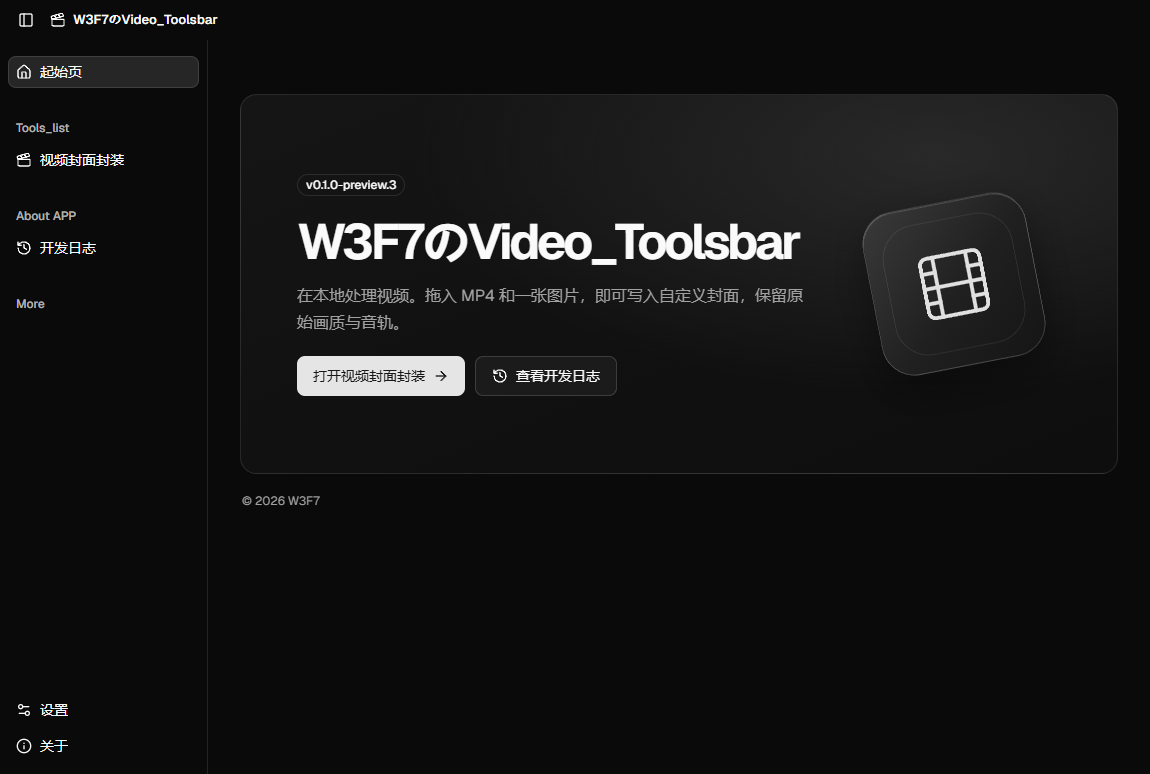 W3F7のVideo_Toolsbar
起始页
Tools_list
视频封面封装
About APP
开发日志
More
设置
关于
v0.1.0-preview.3
W3F7のVideo_Toolsbar
在本地处理视频。拖入 MP4 和一张图片，即可写入自定义封面，保留原
始画质与音轨。
打开视频封面封装
查看开发日志
© 2026 W3F7